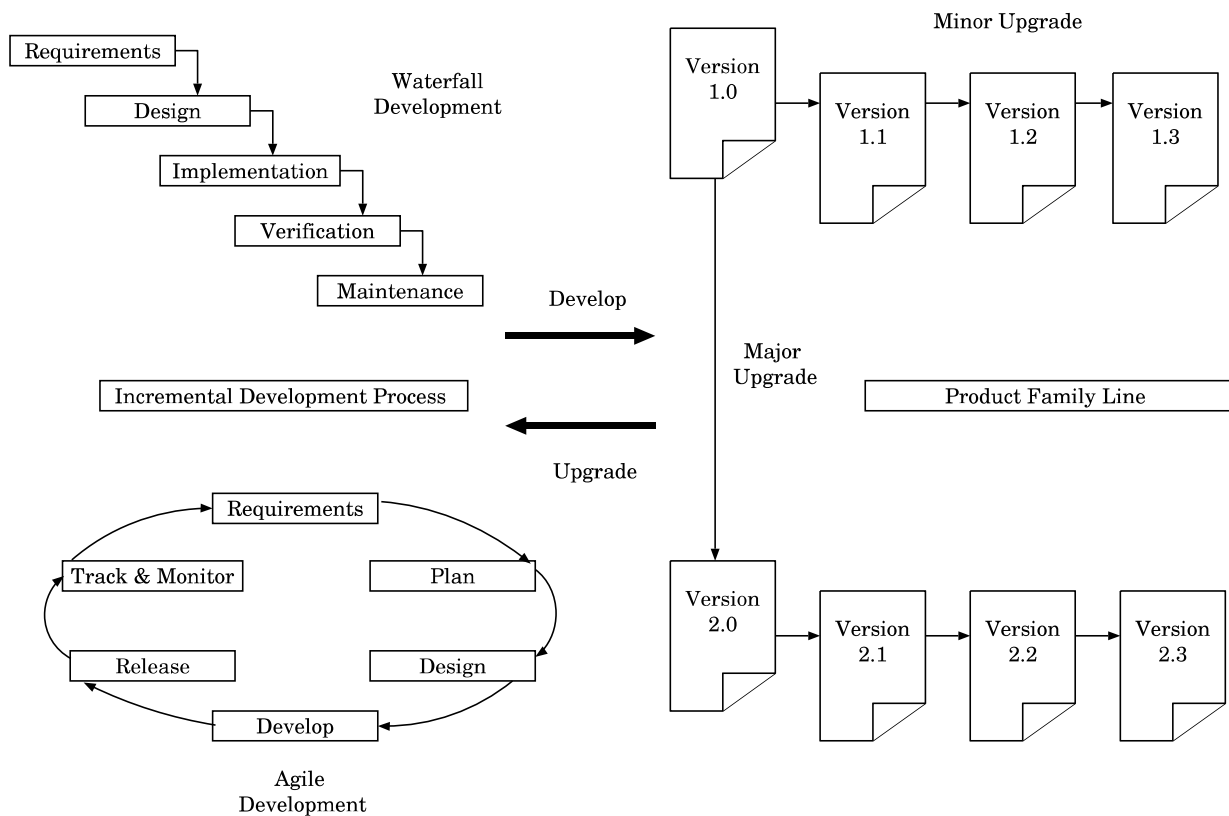 Requirements
Design
Implementation
Verification
Maintenance
Waterfall
Development
Develop
Upgrade
Incremental Development Process
Requirements
Plan
Design
Develop
Release
Track & Monitor
Agile
Development
Minor Upgrade
Version
1.0
Version
1.1
Version
1.2
Version
1.3
Major
Upgrade
Product Family Line
Version
2.0
Version
2.1
Version
2.2
Version
2.3